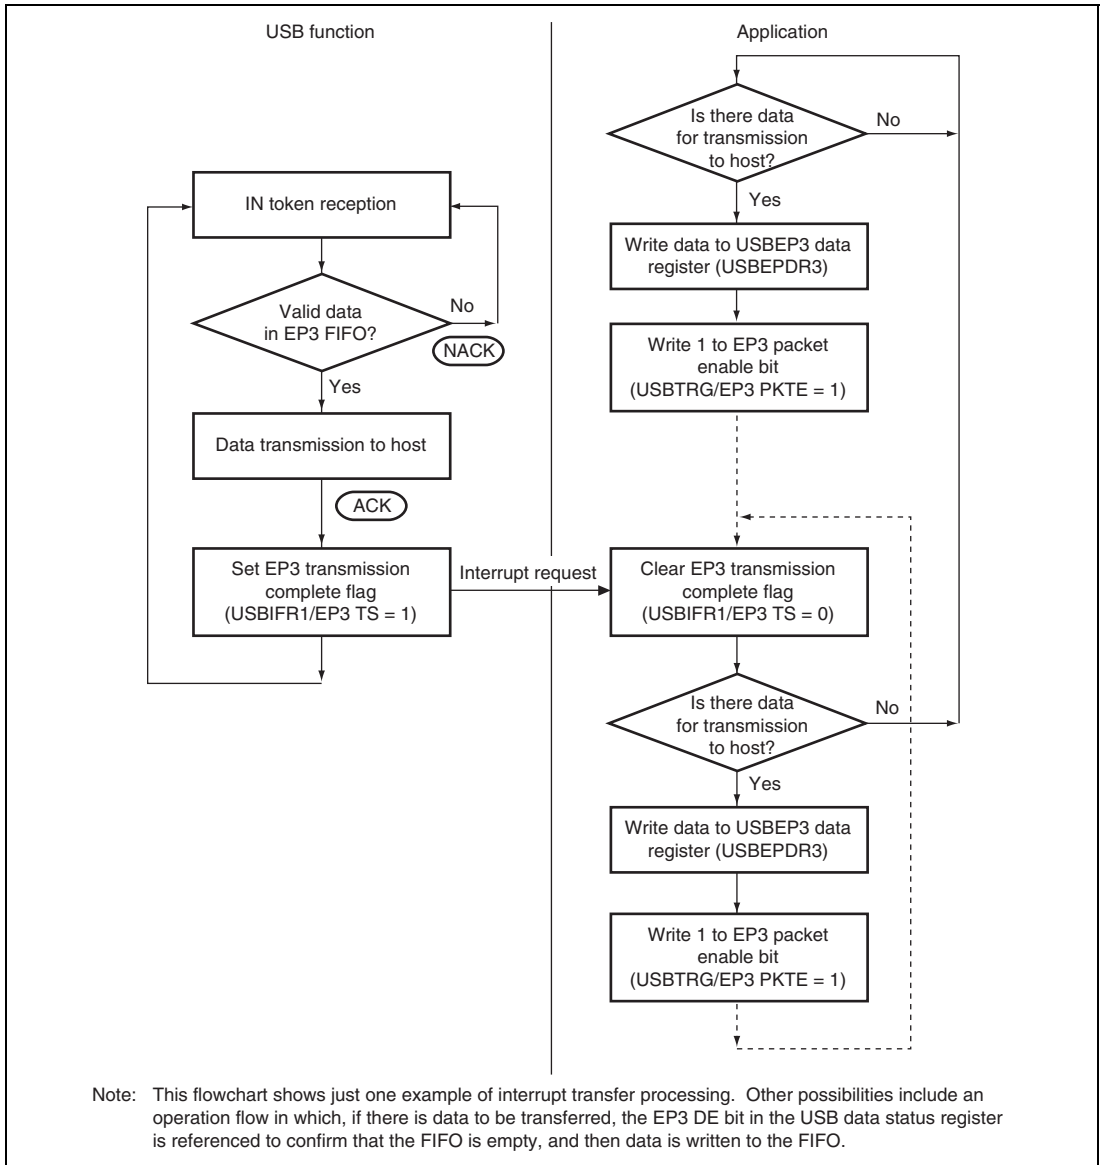 USB function
Application
Is there data
for transmission
to host?
No
Yes
IN token reception
Write data to USBEP3 data
register (USBEPDR3)
Valid data
in EP3 FIFO?
No
NACK
Yes
Write 1 to EP3 packet
enable bit
(USBTRG/EP3 PKTE = 1)
Data transmission to host
ACK
Set EP3 transmission
complete flag
(USBIFR1/EP3 TS = 1)
Interrupt request
Clear EP3 transmission
complete flag
(USBIFR1/EP3 TS = 0)
Is there data
for transmission
to host?
No
Yes
Write data to USBEP3 data
register (USBEPDR3)
Write 1 to EP3 packet
enable bit
(USBTRG/EP3 PKTE = 1)
Note: This flowchart shows just one example of interrupt transfer processing. Other possibilities include an
operation flow in which, if there is data to be transferred, the EP3 DE bit in the USB data status register
is referenced to confirm that the FIFO is empty, and then data is written to the FIFO.